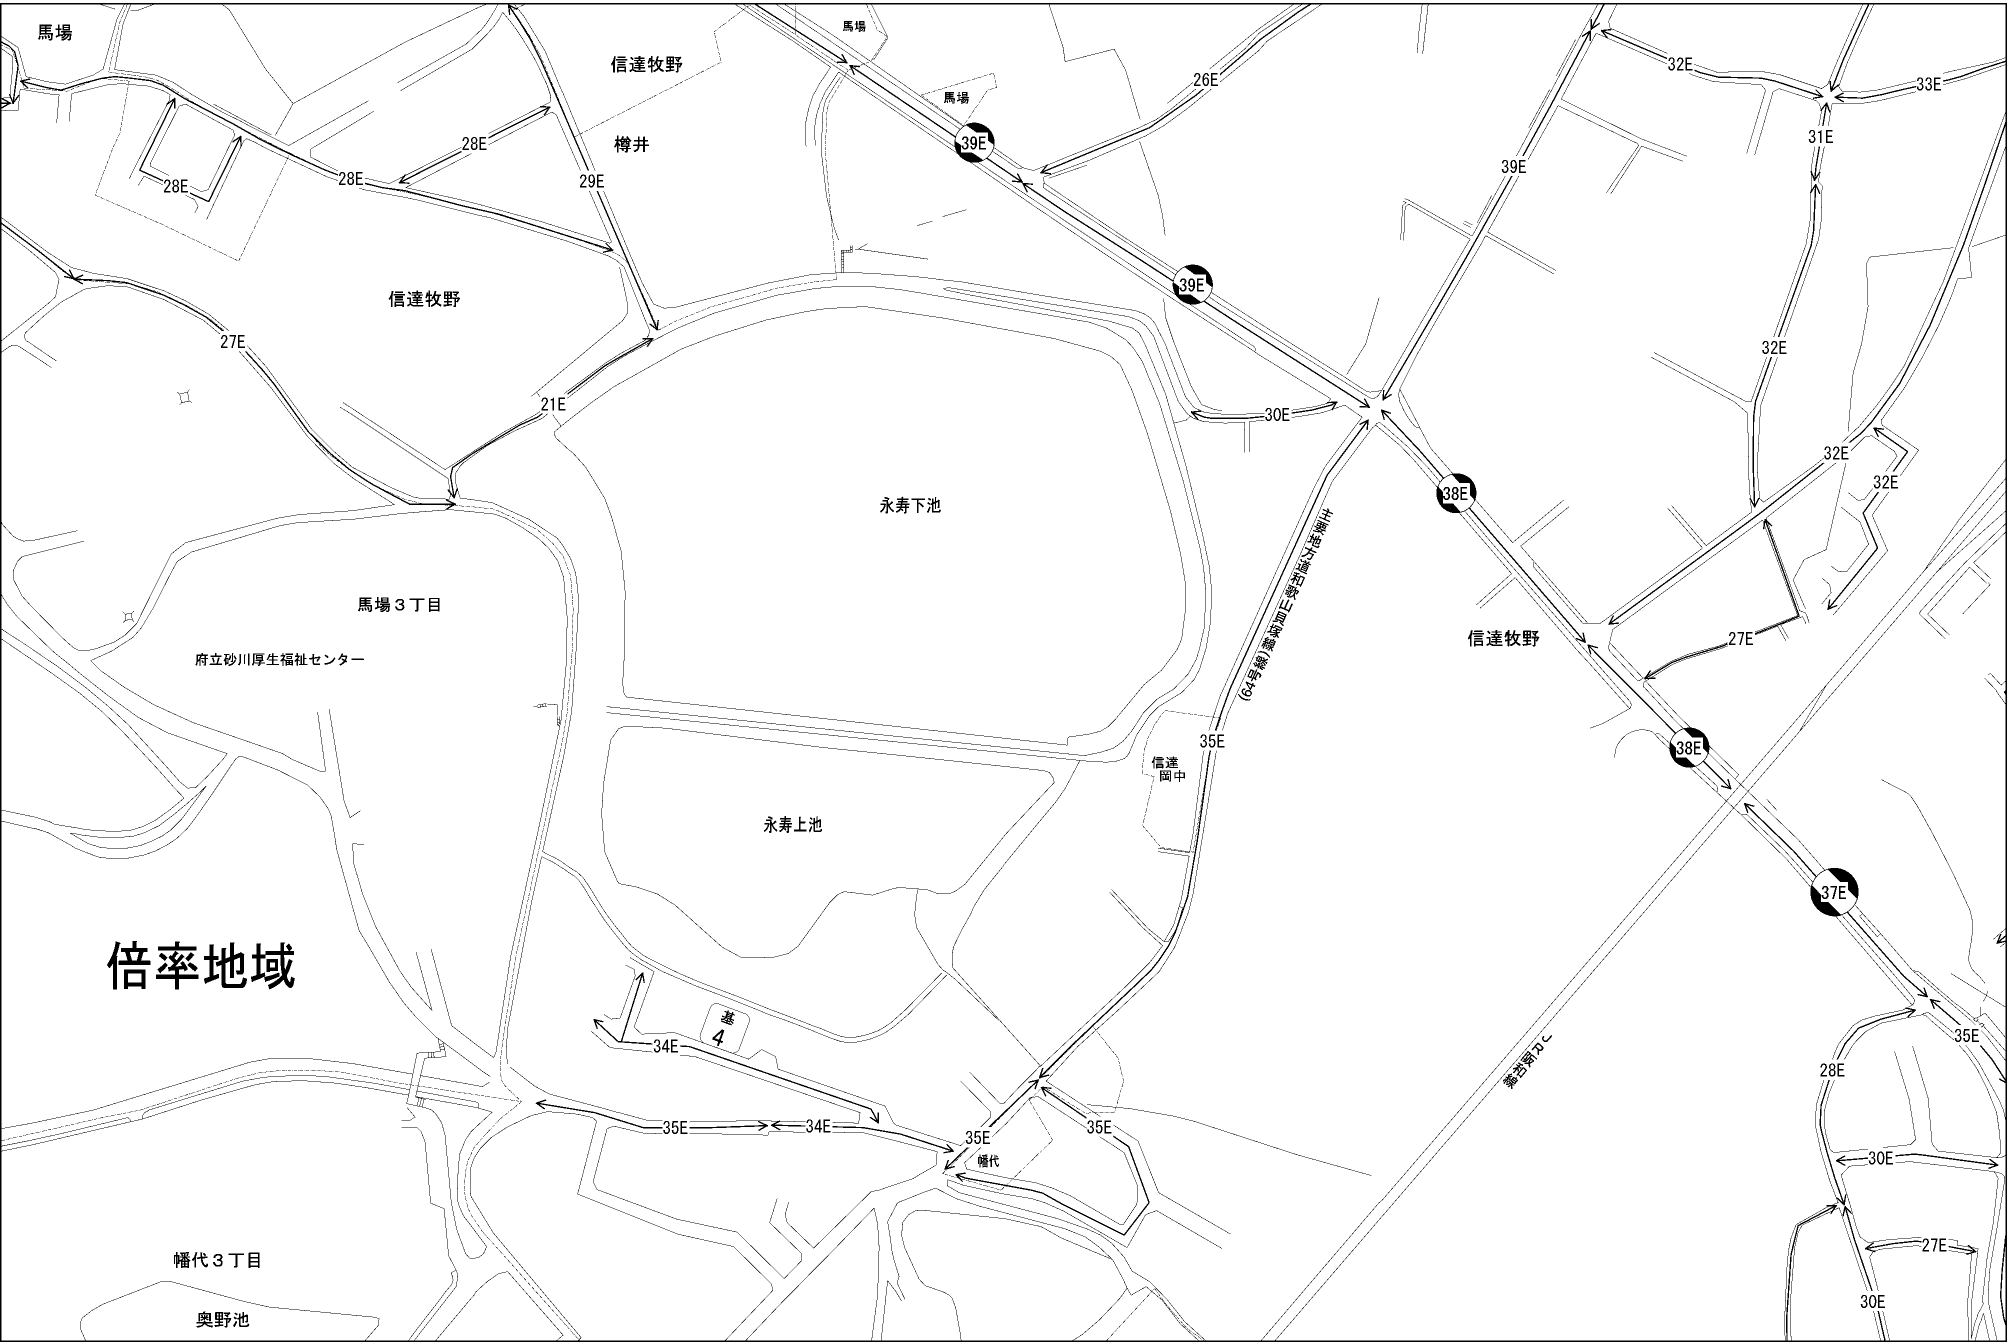 馬場
馬場
信達牧野
32E
26E
33E
馬場
31E
39E
28E
樽井
39E
28E
29E
28E
39E
信達牧野
27E
32E
21E
30E
32E
32E
38E
永寿下池
主要地方道和歌山貝塚線
(64号線)
馬場3丁目
信達牧野
27E
府立砂川厚生福祉センター
35E
38E
信達
岡中
永寿上池
37E
倍率地域
基
4
34E
35E
JR阪和線
28E
35E
34E
35E
35E
幡代
30E
27E
幡代3丁目
30E
奥野池